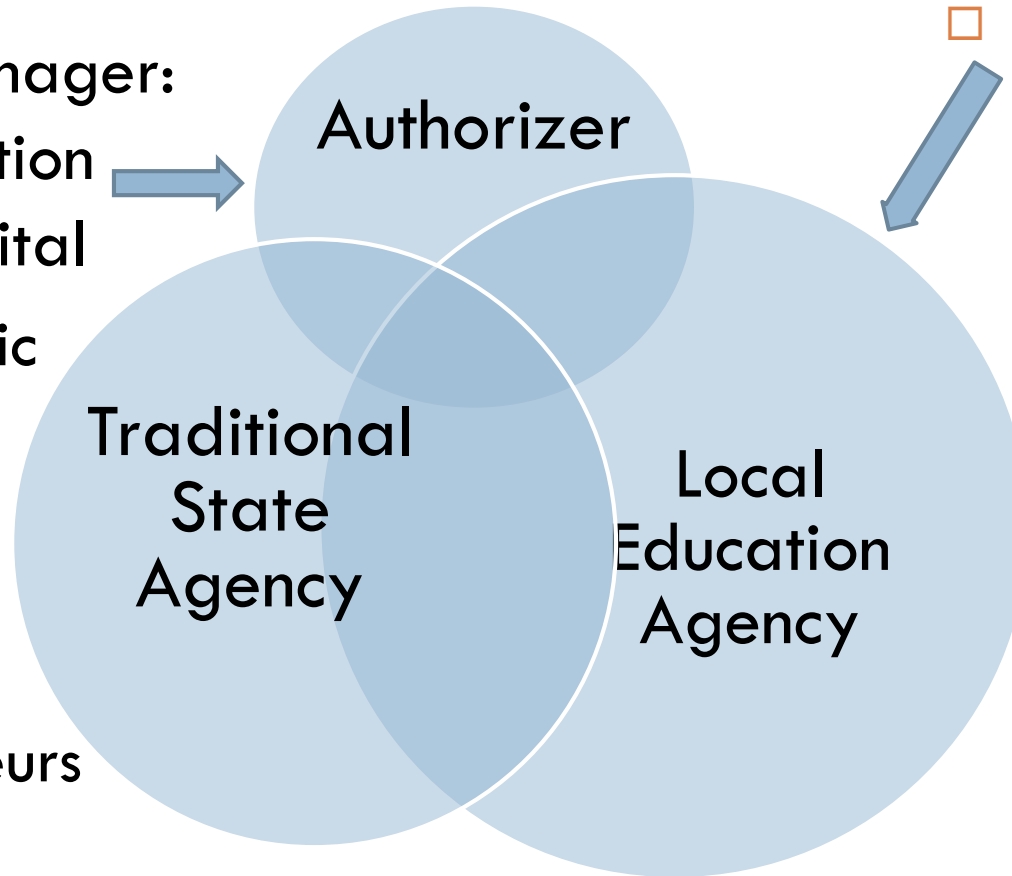 nager:
tion
ital
ic
eurs
Authorizer
Traditional
State
Agency
Local
Education
Agency